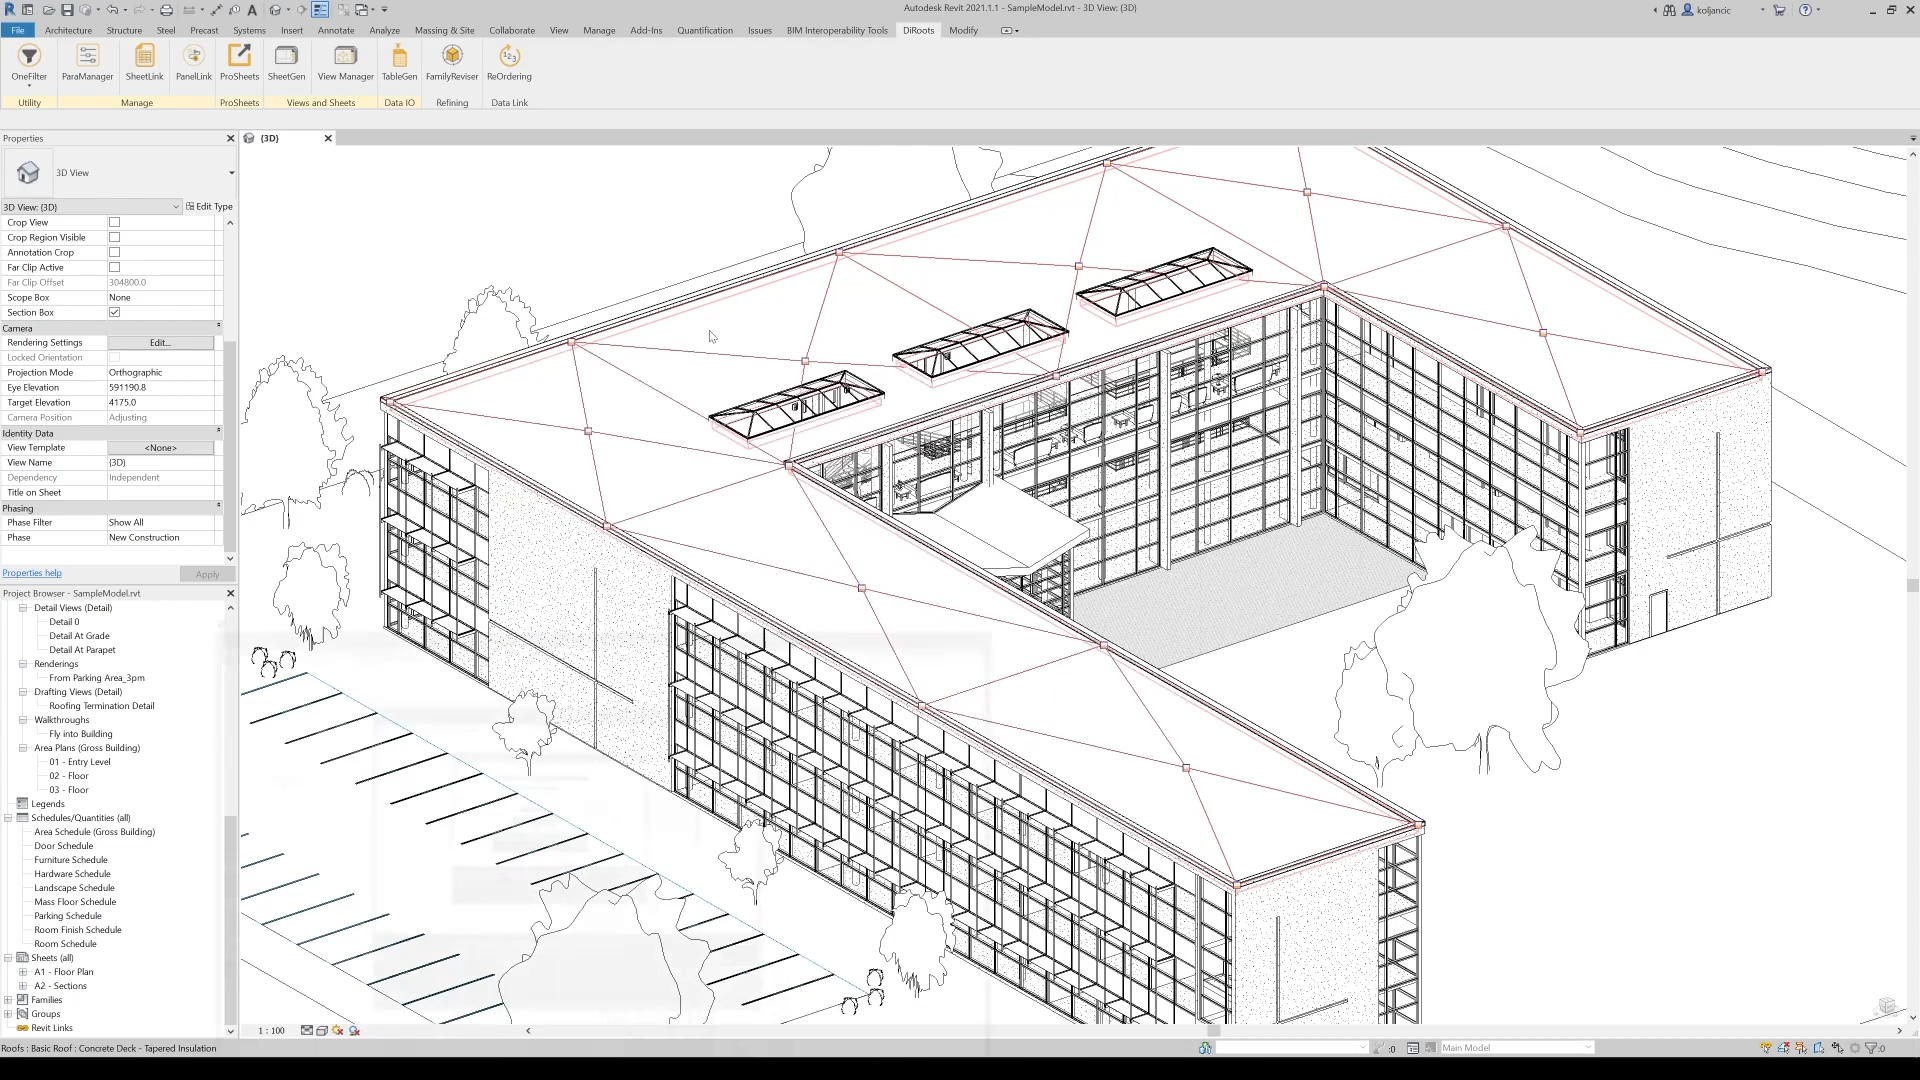 Autodesk Revit 2021.1.1 - SampleModel.rvt - 3D View: {3D}
koljancic
File Architecture Structure Steel Precast Systems Insert Annotate Analyze Massing & Site Collaborate View Manage Add-Ins Quantification Issues BIM Interoperability Tools DiRoots Modify
OneFilter ParaManager SheetLink PanelLink ProSheets SheetGen View Manager TableGen FamilyReviser ReOrdering
Utility Manage ProSheets Views and Sheets Data IO Refining Data Link
Properties
{3D}
3D View
3D View: {3D} Edit Type
Crop View
Crop Region Visible
Annotation Crop
Far Clip Active
Far Clip Offset 304800.0
Scope Box None
Section Box
Camera
Rendering Settings Edit...
Locked Orientation
Projection Mode Orthographic
Eye Elevation 591190.8
Target Elevation 4175.0
Camera Position Adjusting
Identity Data
View Template <None>
View Name {3D}
Dependency Independent
Title on Sheet
Phasing
Phase Filter Show All
Phase New Construction
Properties help Apply
Project Browser - SampleModel.rvt
Detail Views (Detail)
Detail 0
Detail At Grade
Detail At Parapet
Renderings
From Parking Area_3pm
Drafting Views (Detail)
Roofing Termination Detail
Walkthroughs
Fly into Building
Area Plans (Gross Building)
01 - Entry Level
02 - Floor
03 - Floor
Legends
Schedules/Quantities (all)
Area Schedule (Gross Building)
Door Schedule
Furniture Schedule
Hardware Schedule
Landscape Schedule
Mass Floor Schedule
Parking Schedule
Room Finish Schedule
Room Schedule
Sheets (all)
A1 - Floor Plan
A2 - Sections
Families
Groups
Revit Links
1 : 100
Roofs : Basic Roof : Concrete Deck - Tapered Insulation
:0
Main Model
:0